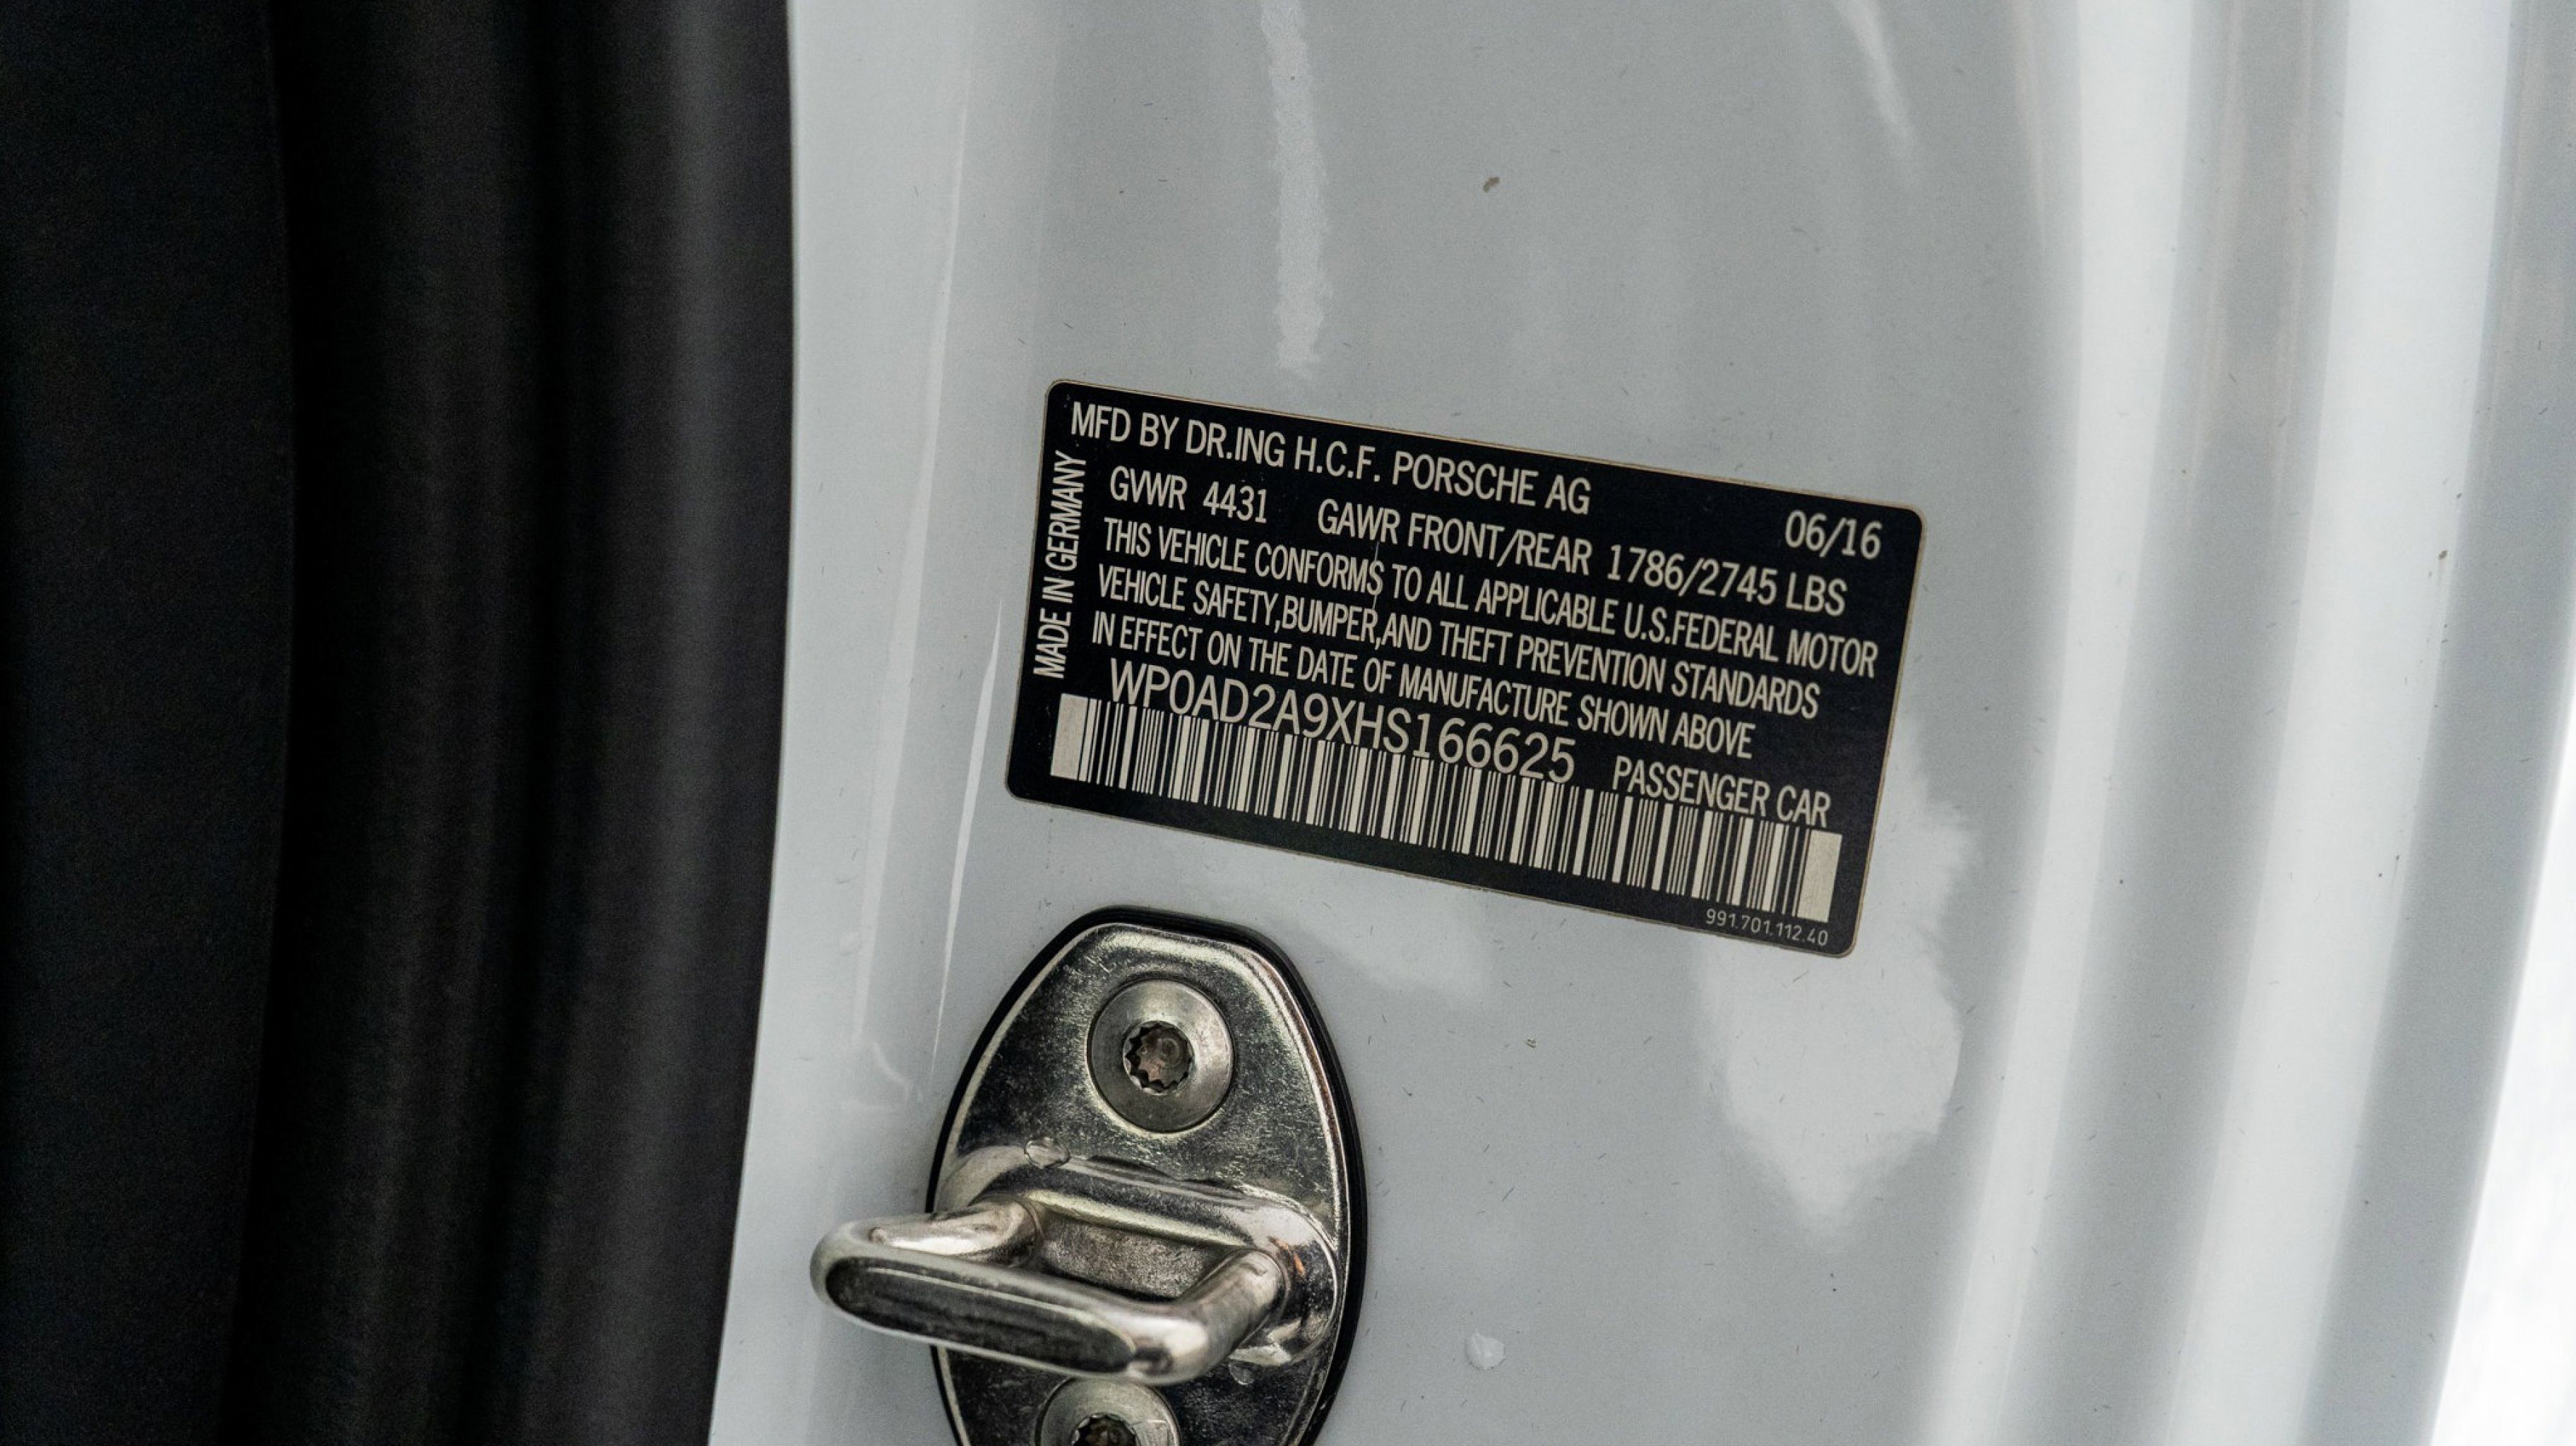 MFD BY DR.ING H.C.F. PORSCHE AG
06/16
GVWR 4431 GAWR FRONT/REAR 1786/2745 LBS
THIS VEHICLE CONFORMS TO ALL APPLICABLE U.S.FEDERAL MOTOR
VEHICLE SAFETY,BUMPER,AND THEFT PREVENTION STANDARDS
IN EFFECT ON THE DATE OF MANUFACTURE SHOWN ABOVE
WP0AD2A9XHS166625 PASSENGER CAR
991.701.112.40
MADE IN GERMANY